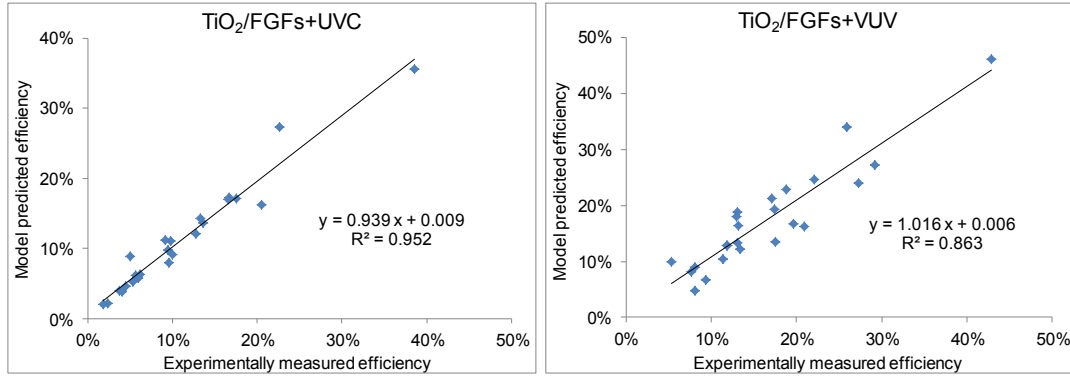 TiO₂/FGFs+UVC
Model predicted efficiency
40%
30%
20%
10%
0%
y = 0.939 x + 0.009
R² = 0.952
0%
10%
20%
30%
40%
50%
Experimentally measured efficiency
TiO₂/FGFs+VUV
Model predicted efficiency
50%
40%
30%
20%
10%
0%
y = 1.016 x + 0.006
R² = 0.863
0%
10%
20%
30%
40%
50%
Experimentally measured efficiency